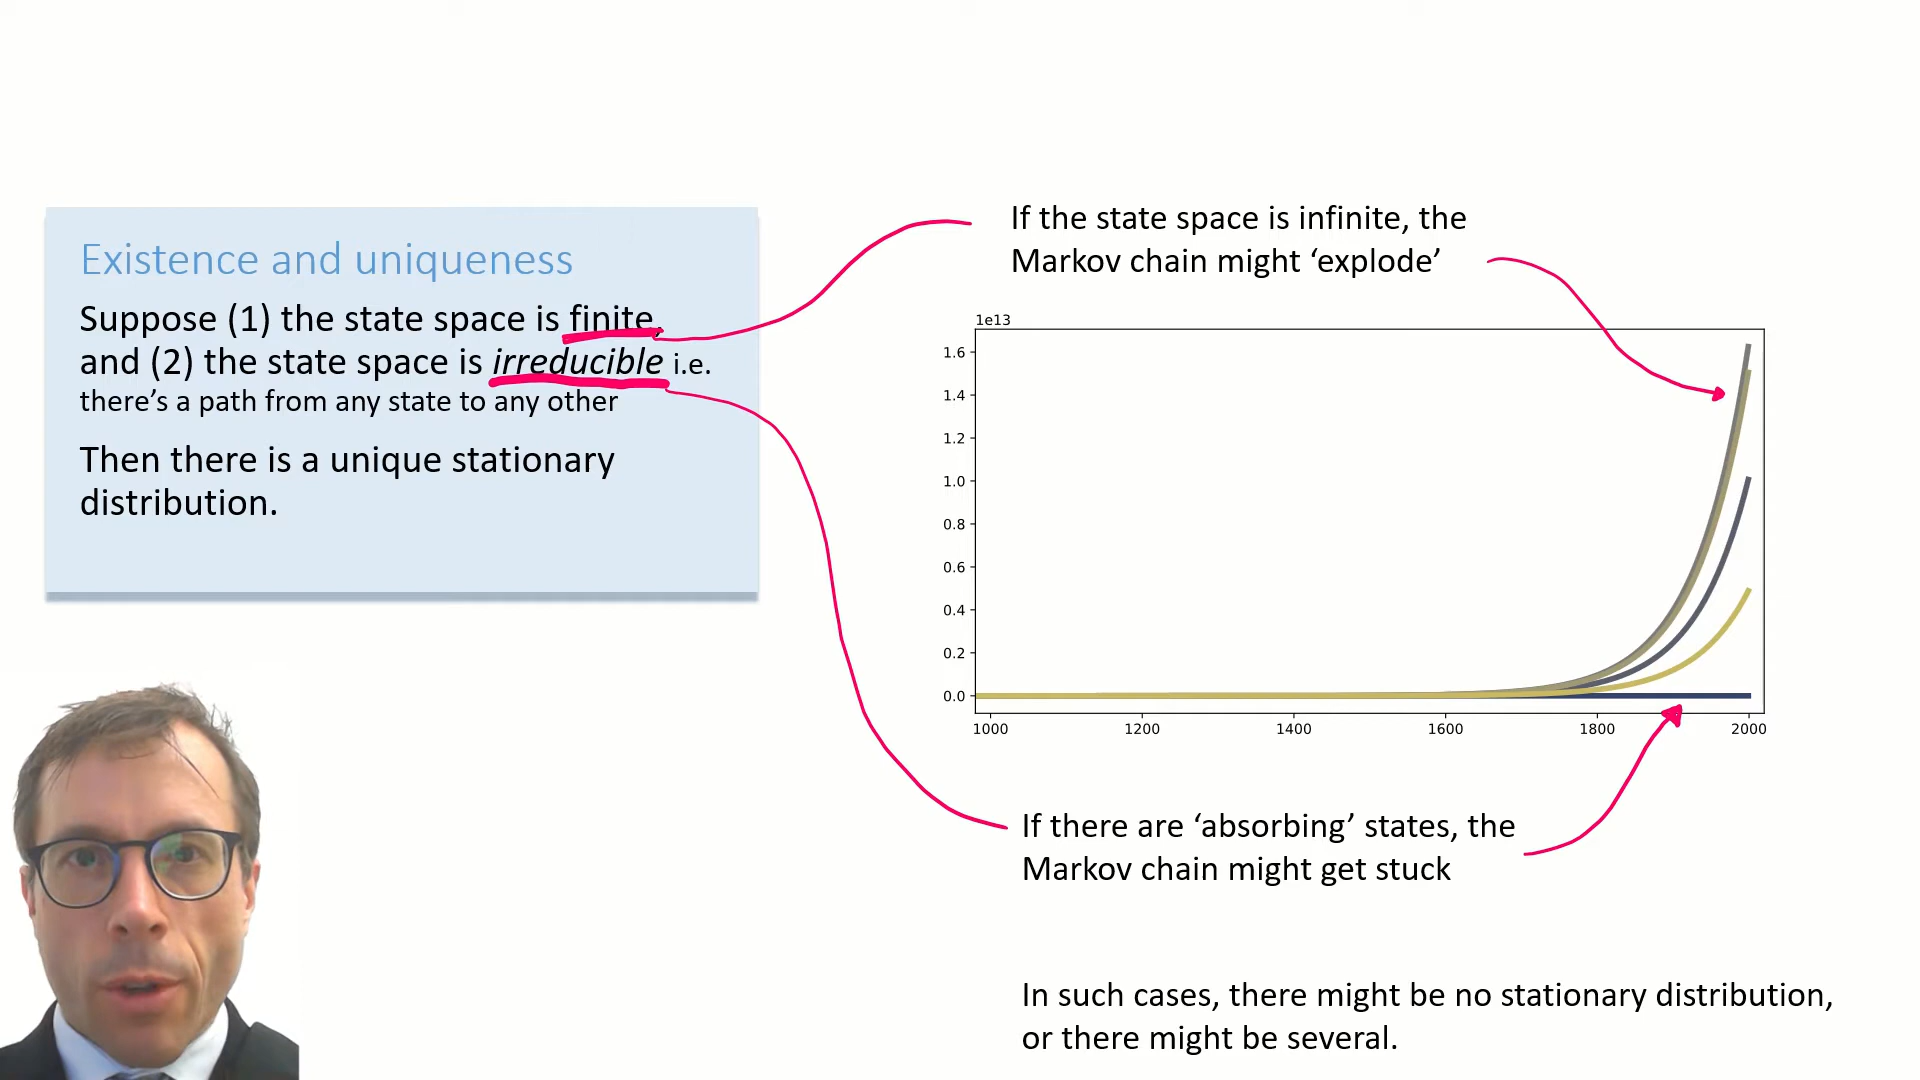 Existence and uniqueness
Suppose (1) the state space is finite,
and (2) the state space is irreducible i.e.
there's a path from any state to any other
Then there is a unique stationary
distribution.
If the state space is infinite, the
Markov chain might ‘explode’
1e13
1.6
1.4
1.2
1.0
0.8
0.6
0.4
0.2
0.0
1000 1200 1400 1600 1800 2000
If there are ‘absorbing’ states, the
Markov chain might get stuck
In such cases, there might be no stationary distribution,
or there might be several.